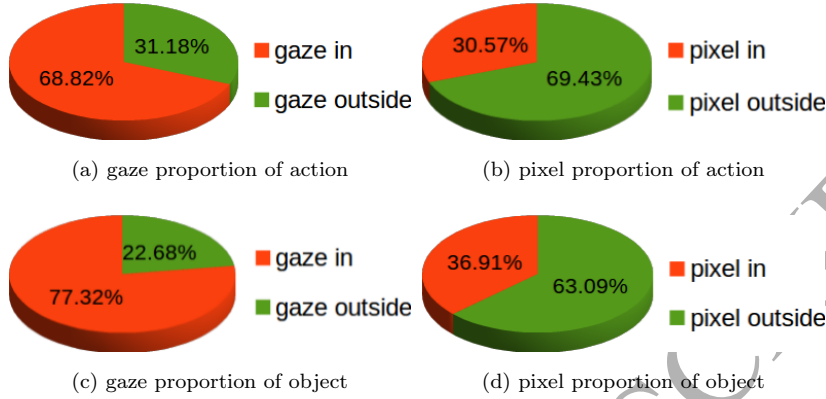 31.18%
68.82%
gaze in
gaze outside
(a) gaze proportion of action
30.57%
69.43%
pixel in
pixel outside
(b) pixel proportion of action
22.68%
77.32%
gaze in
gaze outside
(c) gaze proportion of object
36.91%
63.09%
pixel in
pixel outside
(d) pixel proportion of object